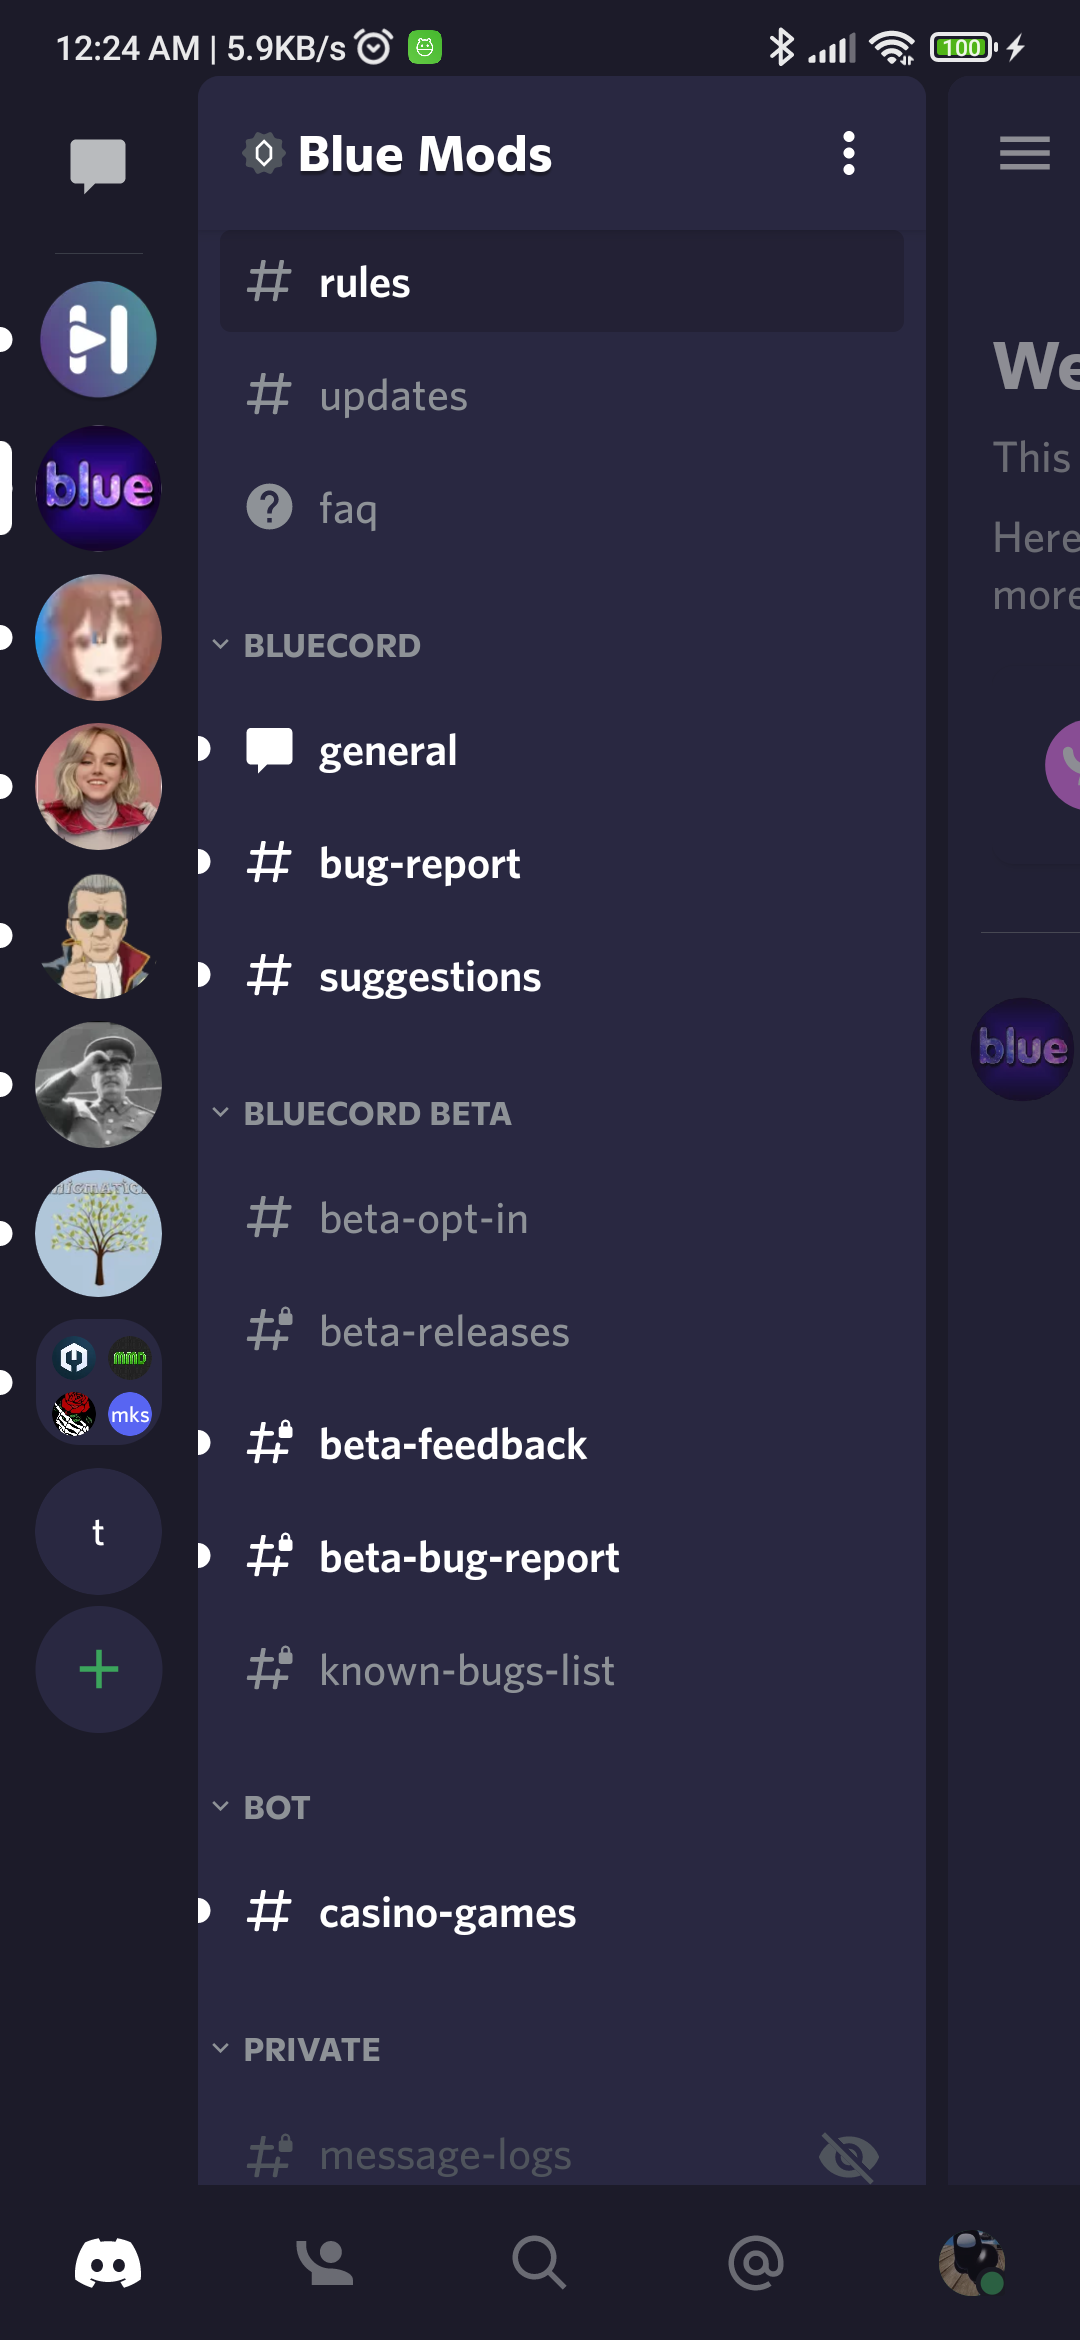 12:24 AM | 5.9KB/s
100
Blue Mods
rules
updates
faq
BLUECORD
general
bug-report
suggestions
BLUECORD BETA
beta-opt-in
beta-releases
beta-feedback
beta-bug-report
known-bugs-list
BOT
casino-games
PRIVATE
message-logs
blue
mmd
mks
t
We
This
Here
more
blue